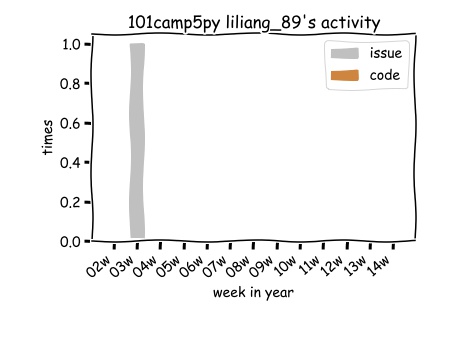 101camp5py liliang_89's activity
1.0
0.8
0.6
0.4
0.2
0.0
times
issue
code
02w 03w 04w 05w 06w 07w 08w 09w 10w 11w 12w 13w 14w
week in year